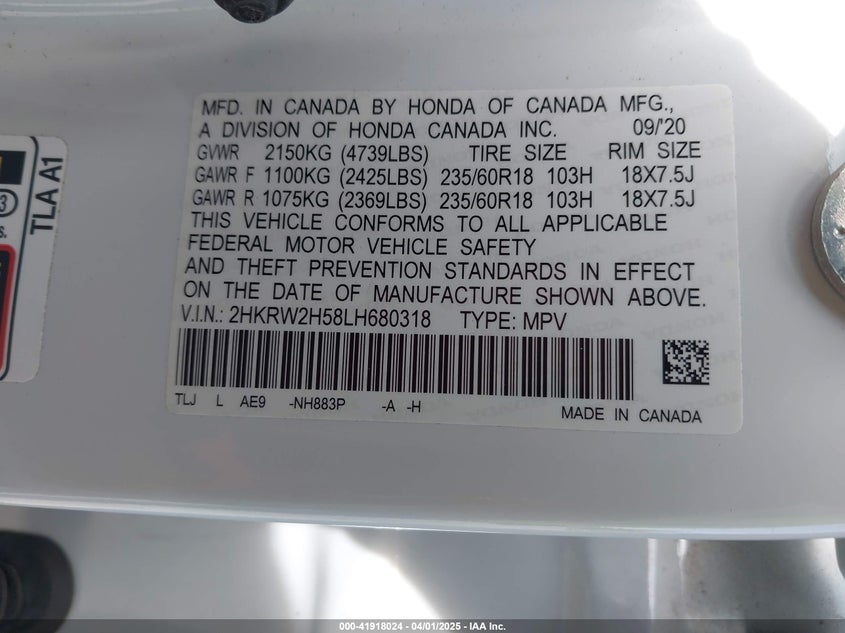 MFD. IN CANADA BY HONDA OF CANADA MFG.,
A DIVISION OF HONDA CANADA INC. 09/'20
GVWR 2150KG (4739LBS) TIRE SIZE RIM SIZE
GAWR F 1100KG (2425LBS) 235/60R18 103H 18X7.5J
GAWR R 1075KG (2369LBS) 235/60R18 103H 18X7.5J
THIS VEHICLE CONFORMS TO ALL APPLICABLE
FEDERAL MOTOR VEHICLE SAFETY
AND THEFT PREVENTION STANDARDS IN EFFECT
ON THE DATE OF MANUFACTURE SHOWN ABOVE.
V.I.N.: 2HKRW2H58LH680318 TYPE: MPV
TLJ L AE9 -NH883P -A -H
MADE IN CANADA
TLA A1
3
s.
000-41918024 - 04/01/2025 - IAA Inc.